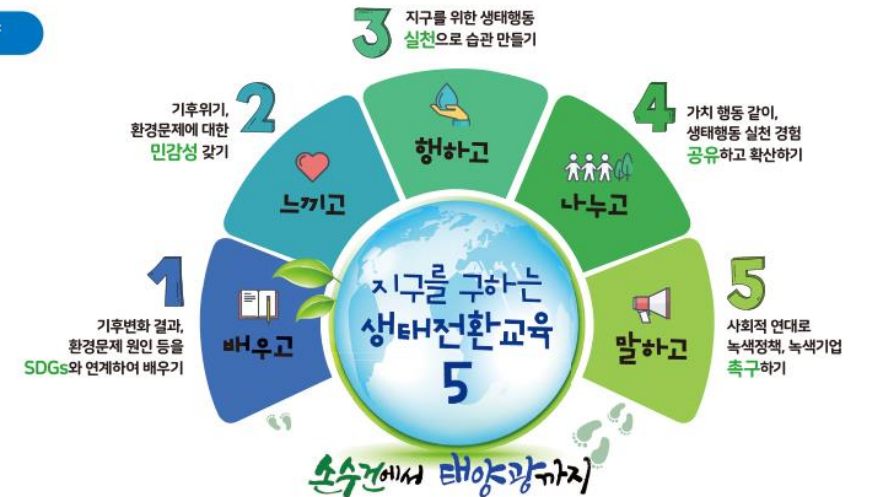 3
지구를 위한 생태행동
실천으로 습관 만들기
2
기후위기,
환경문제에 대한
민감성 갖기
4
가치 행동 같이,
생태행동 실천 경험
공유하고 확산하기
행하고
느끼고
나누고
1
기후변화 결과,
환경문제 원인 등을
SDGs와 연계하여 배우기
배우고
지구를 구하는
생태전환교육
5
말하고
5
사회적 연대로
녹색정책, 녹색기업
촉구하기
손수건에서 태양광까지